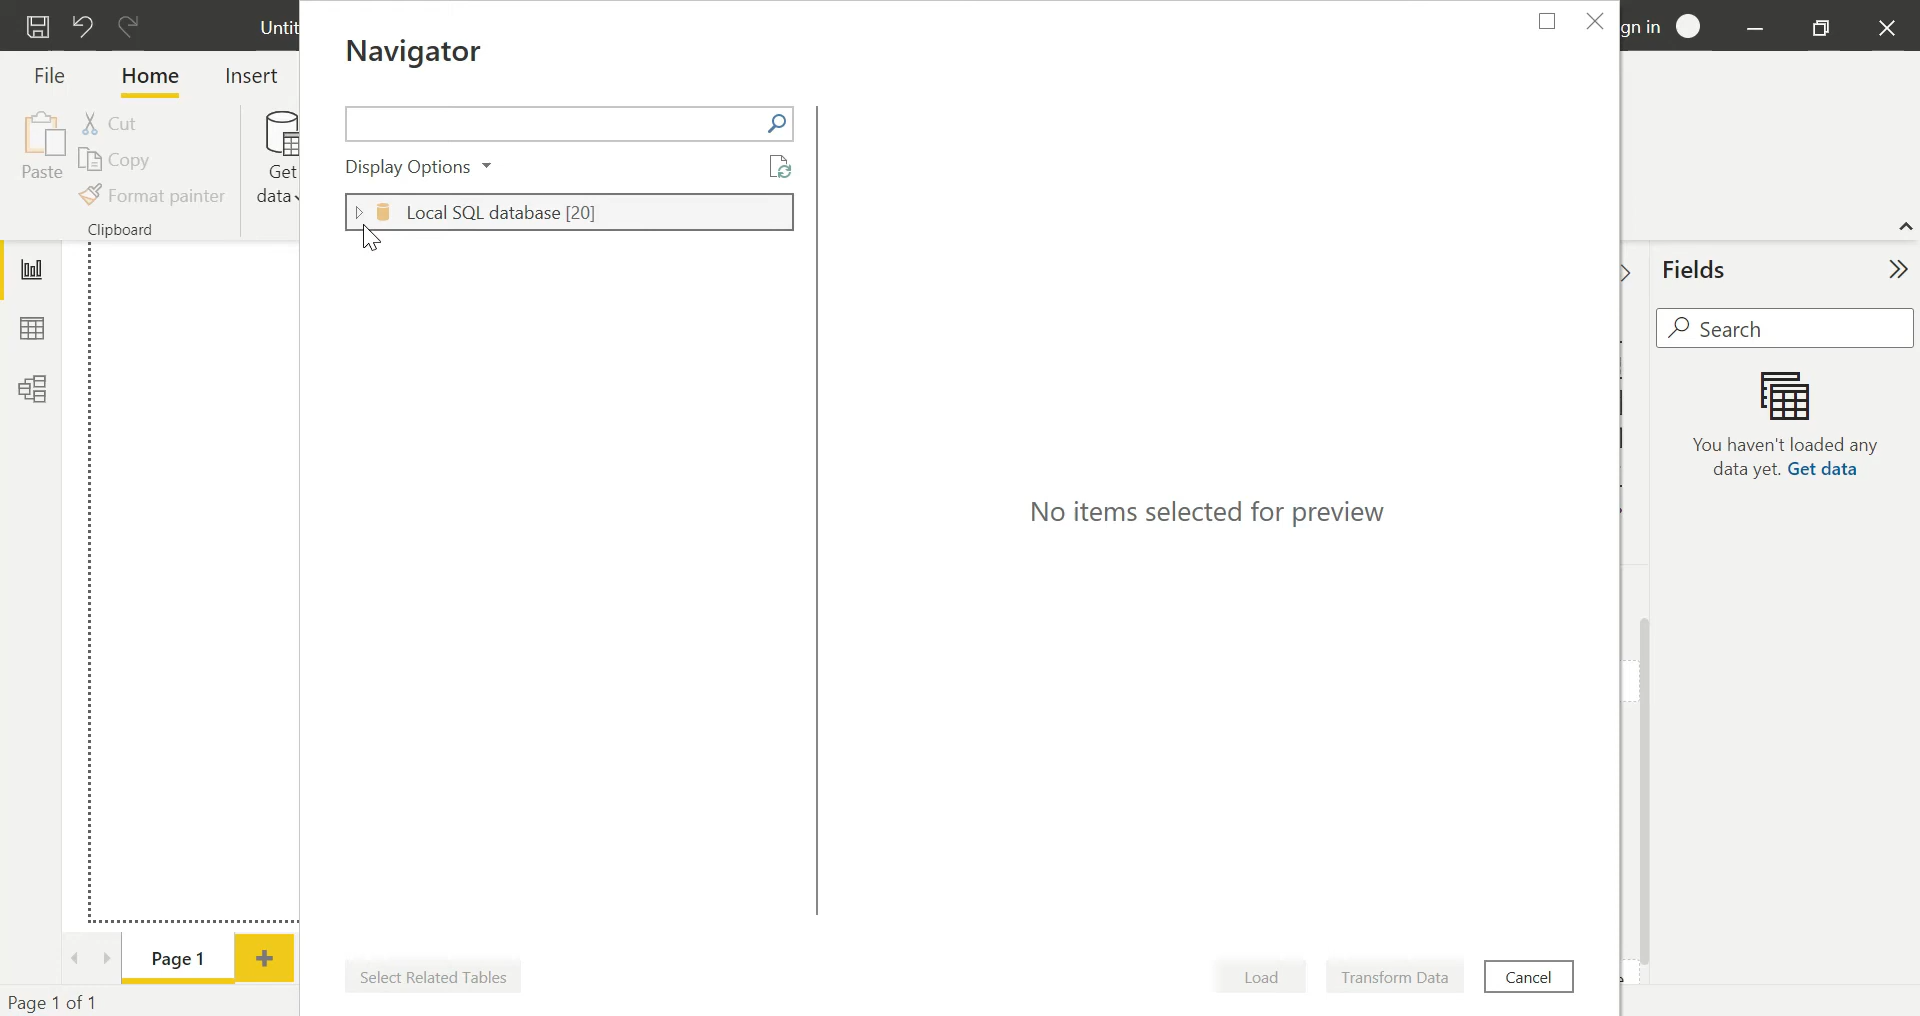 Untit
Navigator
gn in
File
Home
Insert
Paste
Cut
Copy
Format painter
Clipboard
Get
data
Display Options
Local SQL database [20]
No items selected for preview
Fields
Search
You haven't loaded any
data yet. Get data
Select Related Tables
Load
Transform Data
Cancel
Page 1
Page 1 of 1